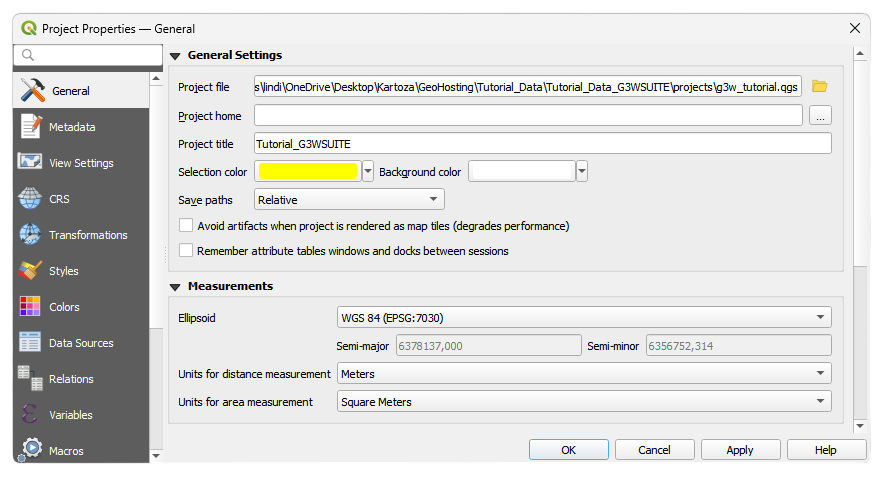 Project Properties — General
General
Metadata
View Settings
CRS
Transformations
Styles
Colors
Data Sources
Relations
Variables
Macros
General Settings
Project file s\lindi\OneDrive\Desktop\Kartoza\GeoHosting\Tutorial_Data\Tutorial_Data_G3WSUITE\projects\g3w_tutorial.qgs
Project home ...
Project title Tutorial_G3WSUITE
Selection color Background color
Save paths Relative
Avoid artifacts when project is rendered as map tiles (degrades performance)
Remember attribute tables windows and docks between sessions
Measurements
Ellipsoid WGS 84 (EPSG:7030)
Semi-major 6378137,000 Semi-minor 6356752,314
Units for distance measurement Meters
Units for area measurement Square Meters
OK Cancel Apply Help